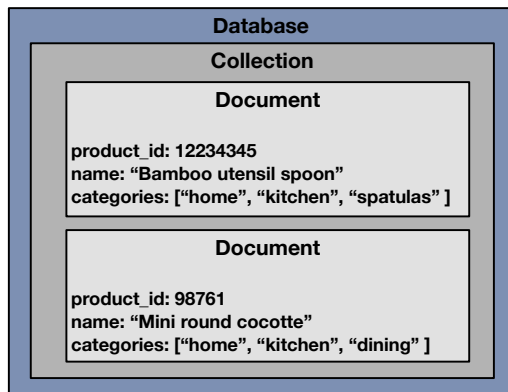 Database
Collection
Document
product_id: 12234345
name: “Bamboo utensil spoon”
categories: [“home”, “kitchen”, “spatulas” ]
Document
product_id: 98761
name: “Mini round cocotte”
categories: [“home”, “kitchen”, “dining” ]